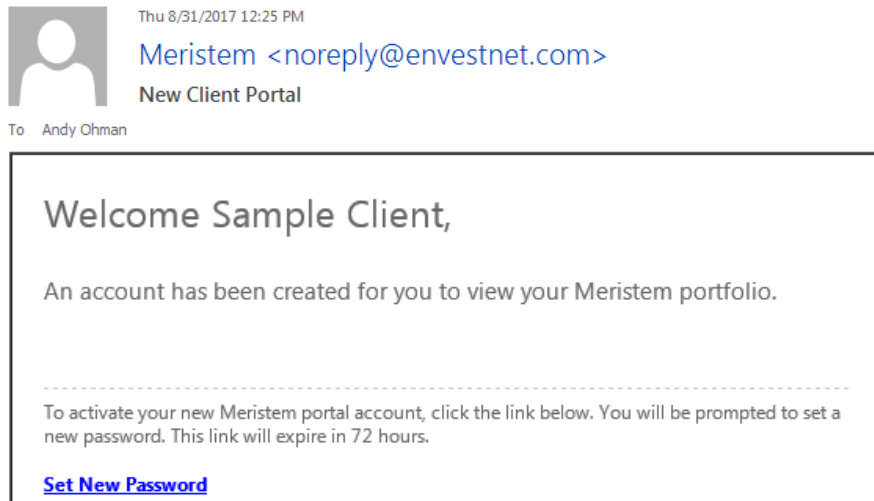 Thu 8/31/2017 12:25 PM
Meristem <noreply@envestnet.com>
New Client Portal
To Andy Ohman
Welcome Sample Client,
An account has been created for you to view your Meristem portfolio.
To activate your new Meristem portal account, click the link below. You will be prompted to set a
new password. This link will expire in 72 hours.
Set New Password